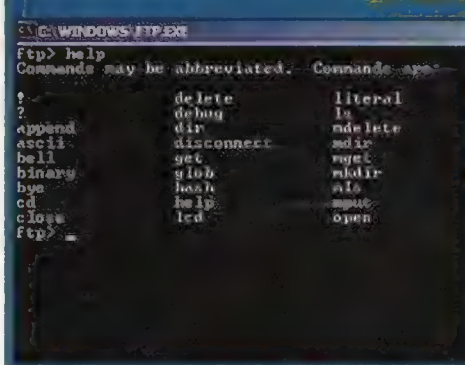 C:\WINDOWS\FTP.EXE
ftp> help
Commands may be abbreviated.  Commands are:
! delete literal
? debug ls
append dir mdelete
ascii disconnect mdir
bell get mget
binary glob mkdir
bye hash mls
cd help mput
close lcd open
ftp>